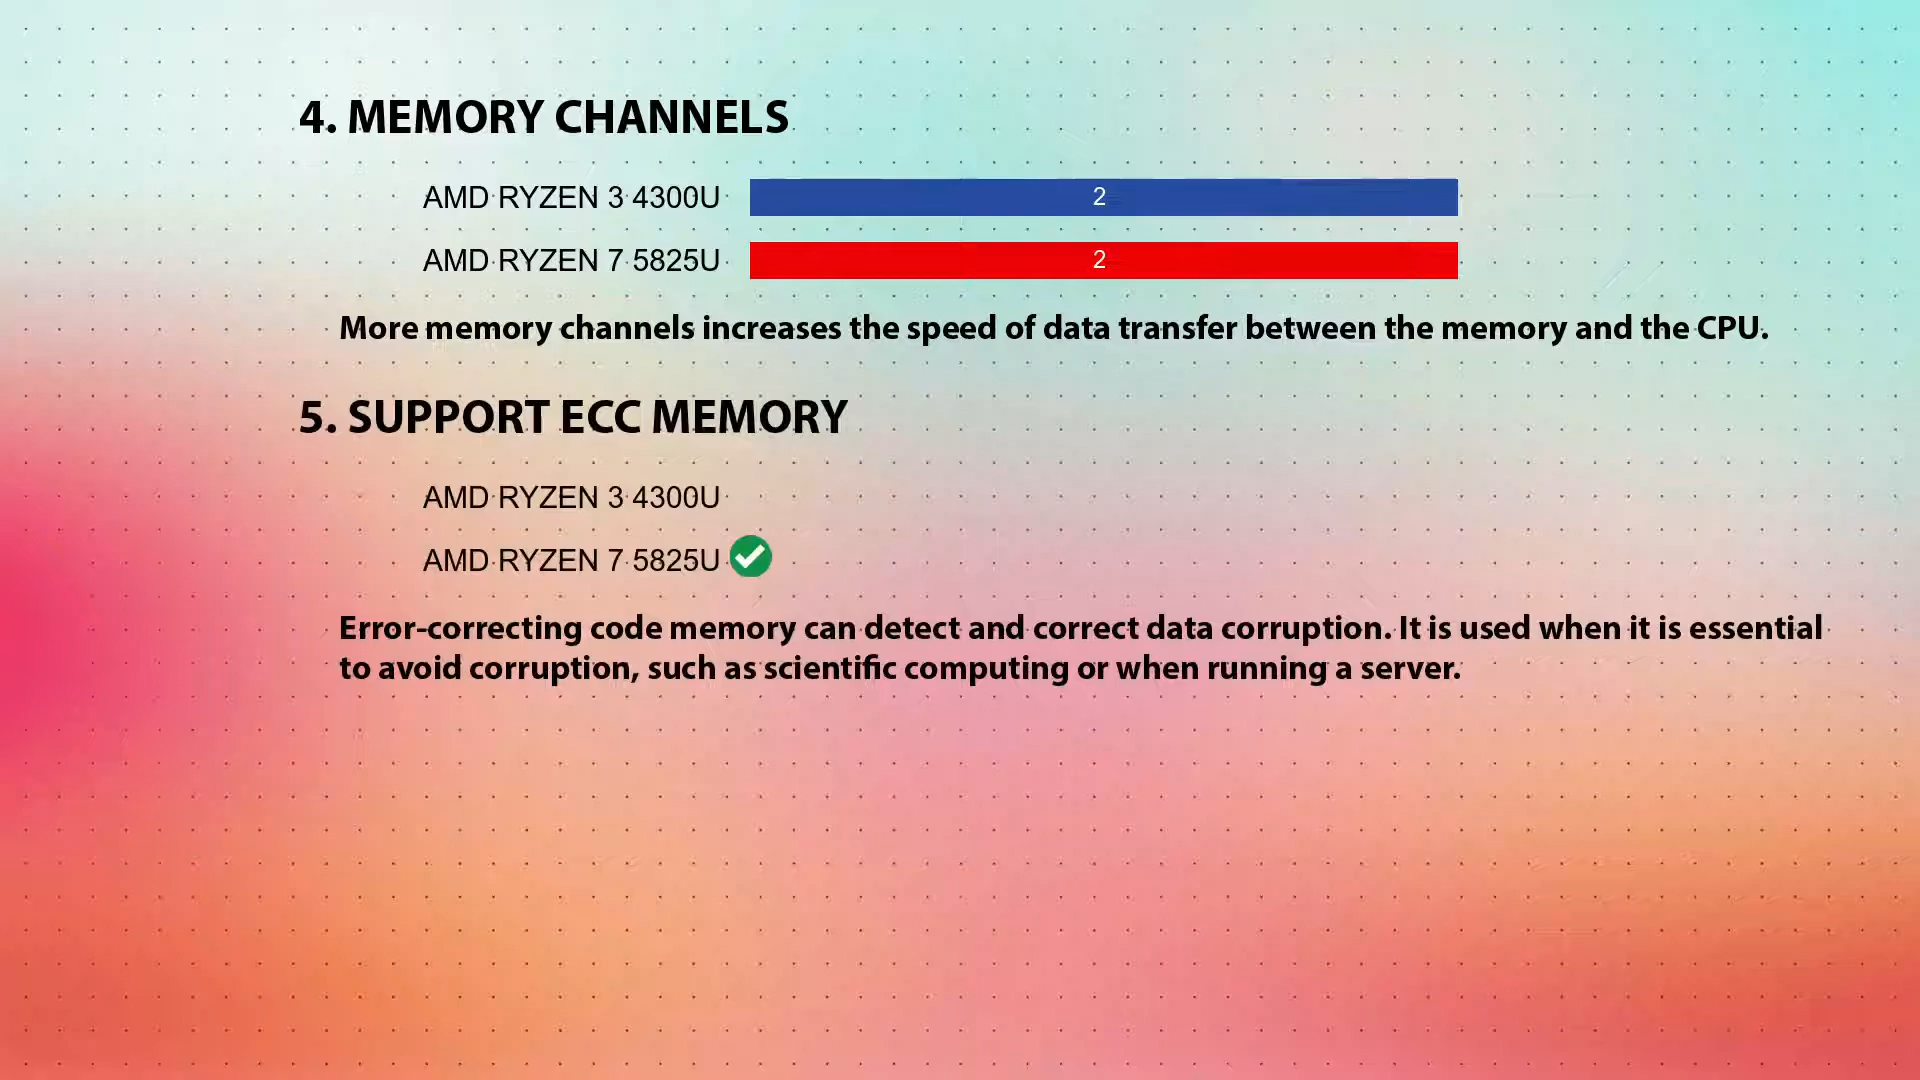 4. MEMORY CHANNELS
AMD RYZEN 3 4300U 2
AMD RYZEN 7 5825U 2
More memory channels increases the speed of data transfer between the memory and the CPU.
5. SUPPORT ECC MEMORY
AMD RYZEN 3 4300U
AMD RYZEN 7 5825U
Error-correcting code memory can detect and correct data corruption. It is used when it is essential
to avoid corruption, such as scientific computing or when running a server.